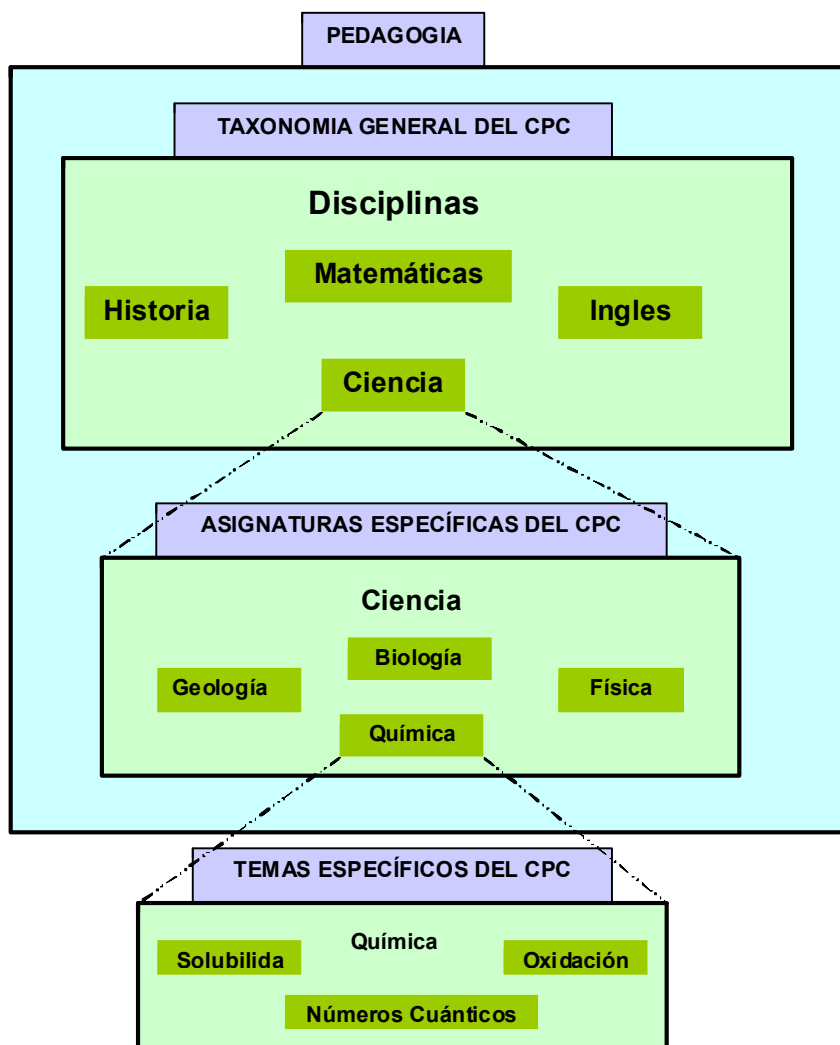 PEDAGOGIA
TAXONOMIA GENERAL DEL CPC
Disciplinas
Matemáticas
Historia
Ingles
Ciencia
ASIGNATURAS ESPECÍFICAS DEL CPC
Ciencia
Biología
Geología
Física
Química
TEMAS ESPECÍFICOS DEL CPC
Química
Solubilida
Oxidación
Números Cuánticos